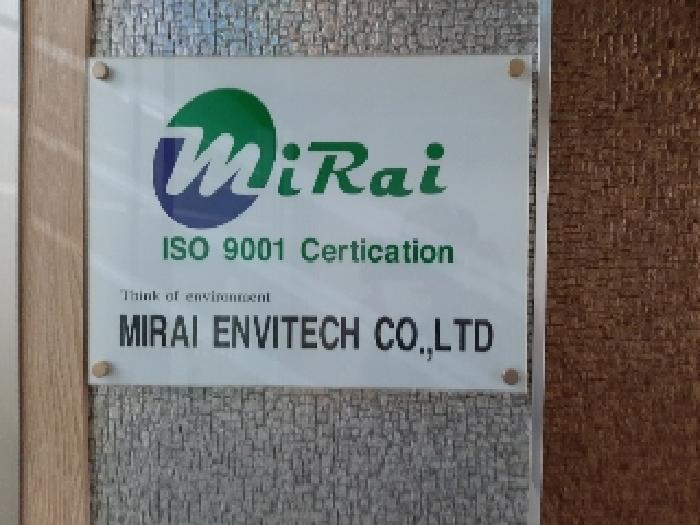 MiRai
ISO 9001 Certication
Think of environment
MIRAI ENVITECH CO.,LTD